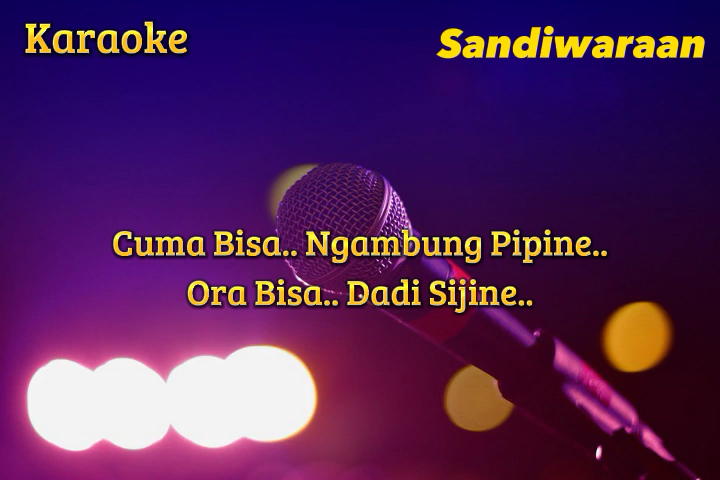 Karaoke
Sandiwaraan
Cuma Bisa.. Ngambung Pipine..
Ora Bisa.. Dadi Sijine..